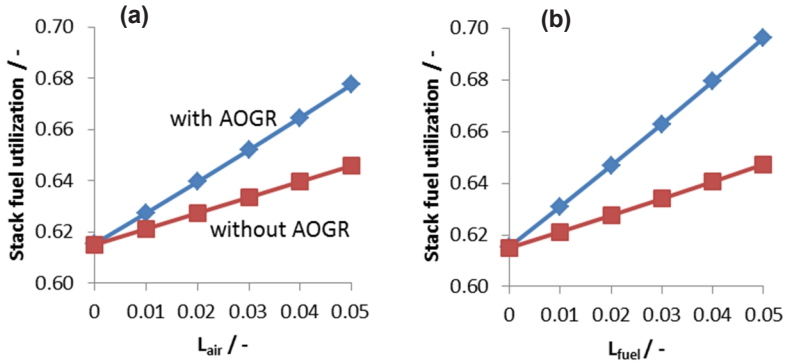 (a)
Stack fuel utilization / -
0.70
0.68
0.66
0.64
0.62
0.60
with AOGR
without AOGR
0 0.01 0.02 0.03 0.04 0.05
Lair / -
(b)
Stack fuel utilization / -
0.70
0.68
0.66
0.64
0.62
0.60
0 0.01 0.02 0.03 0.04 0.05
Lfuel / -